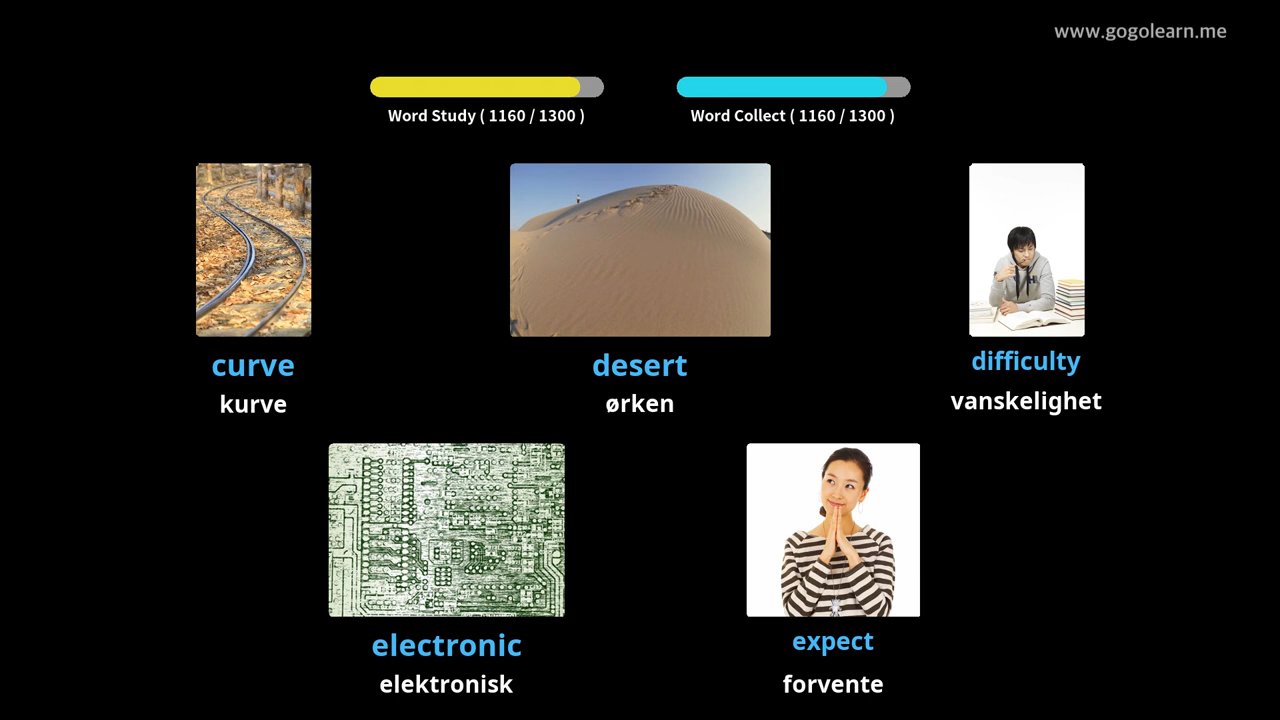 www.gogolearn.me
Word Study ( 1160 / 1300 )
Word Collect ( 1160 / 1300 )
curve
kurve
desert
ørken
difficulty
vanskelighet
electronic
elektronisk
expect
forvente